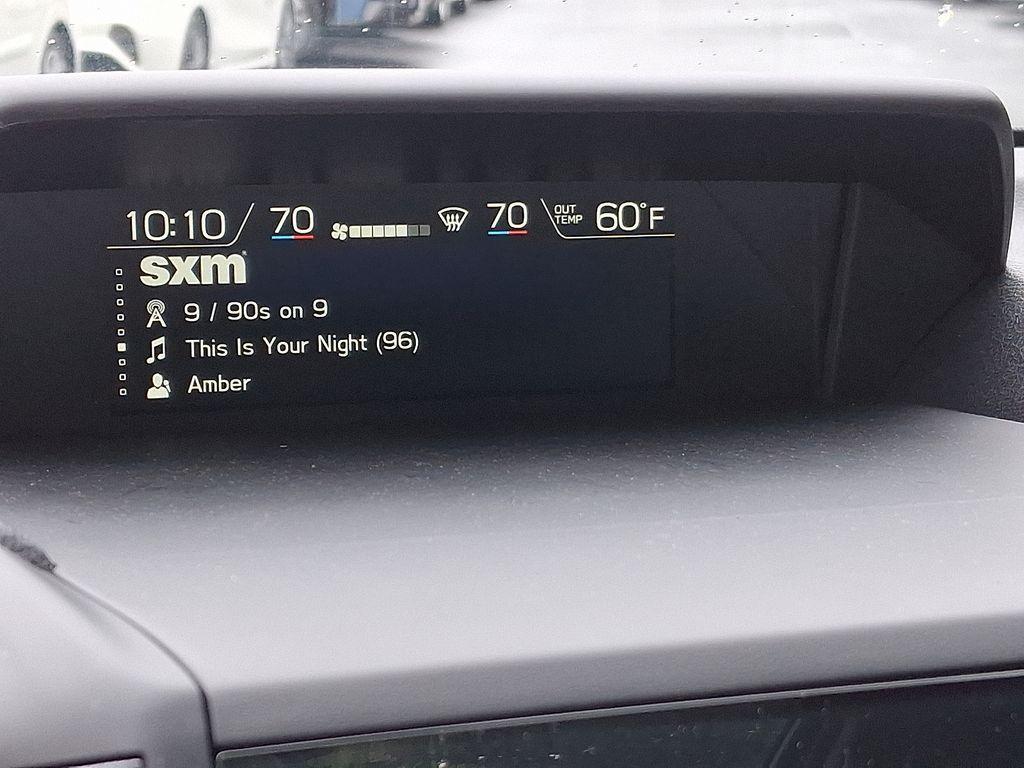 10:10 70 70 OUT TEMP 60°F
sxm
9 / 90s on 9
This Is Your Night (96)
Amber